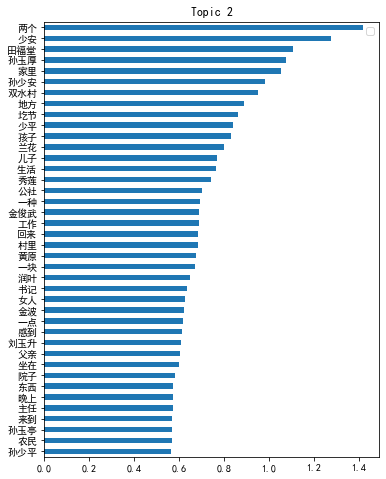 Topic 2
两个
少安
田福堂
孙玉厚
家里
孙少安
双水村
地方
圪节
少平
孩子
兰花
儿子
生活
秀莲
公社
一种
金俊武
工作
回来
村里
黄原
一块
润叶
书记
女人
金波
一点
感到
刘玉升
父亲
坐在
院子
东西
晚上
主任
来到
孙玉亭
农民
孙少平
0.0 0.2 0.4 0.6 0.8 1.0 1.2 1.4